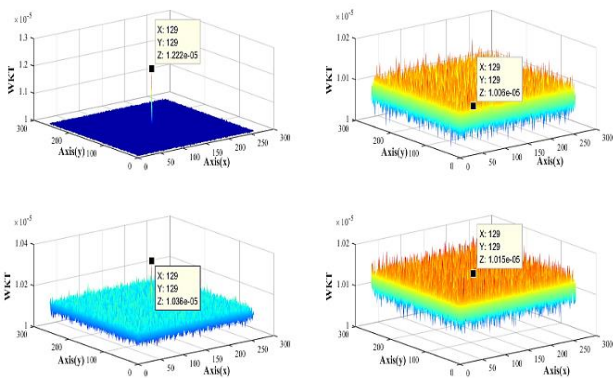 ×10⁻⁵
1.3
1.2
1.1
1
WKT
300
200
100
0
Axis(y)
0
50
100
150
200
250
300
Axis(x)
X: 129
Y: 129
Z: 1.222e-05
×10⁻⁵
1.02
1.01
1
WKT
300
200
100
0
Axis(y)
0
50
100
150
200
250
300
Axis(x)
X: 129
Y: 129
Z: 1.006e-05
×10⁻⁵
1.04
1.02
1
WKT
300
200
100
0
Axis(y)
0
50
100
150
200
250
300
Axis(x)
X: 129
Y: 129
Z: 1.036e-05
×10⁻⁵
1.02
1.01
1
WKT
300
200
100
0
Axis(y)
0
50
100
150
200
250
300
Axis(x)
X: 129
Y: 129
Z: 1.015e-05